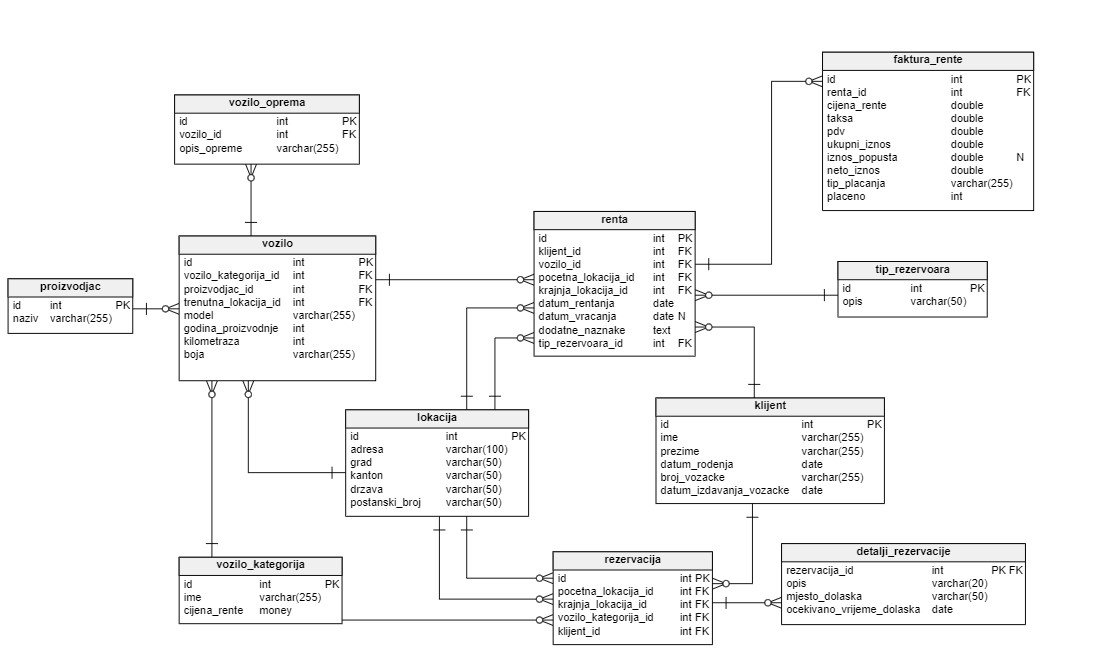 faktura_rente
id int PK
renta_id int FK
cijena_rente double
taksa double
pdv double
ukupni_iznos double
iznos_popusta double N
neto_iznos double
tip_placanja varchar(255)
placeno int
vozilo_oprema
id int PK
vozilo_id int FK
opis_opreme varchar(255)
renta
id int PK
klijent_id int FK
vozilo_id int FK
pocetna_lokacija_id int FK
krajnja_lokacija_id int FK
datum_rentanja date
datum_vracanja date N
dodatne_naznake text
tip_rezervoara_id int FK
vozilo
id int PK
vozilo_kategorija_id int FK
proizvodjac_id int FK
trenutna_lokacija_id int FK
model varchar(255)
godina_proizvodnje int
kilometraza int
boja varchar(255)
tip_rezervoara
id int PK
opis varchar(50)
proizvodjac
id int PK
naziv varchar(255)
klijent
id int PK
ime varchar(255)
prezime varchar(255)
datum_rodenja date
broj_vozacke varchar(255)
datum_izdavanja_vozacke date
lokacija
id int PK
adresa varchar(100)
grad varchar(50)
kanton varchar(50)
drzava varchar(50)
postanski_broj varchar(50)
vozilo_kategorija
id int PK
ime varchar(255)
cijena_rente money
rezervacija
id int PK
pocetna_lokacija_id int FK
krajnja_lokacija_id int FK
vozilo_kategorija_id int FK
klijent_id int FK
detalji_rezervacije
rezervacija_id int PK FK
opis varchar(20)
mjesto_dolaska varchar(50)
ocekivano_vrijeme_dolaska date